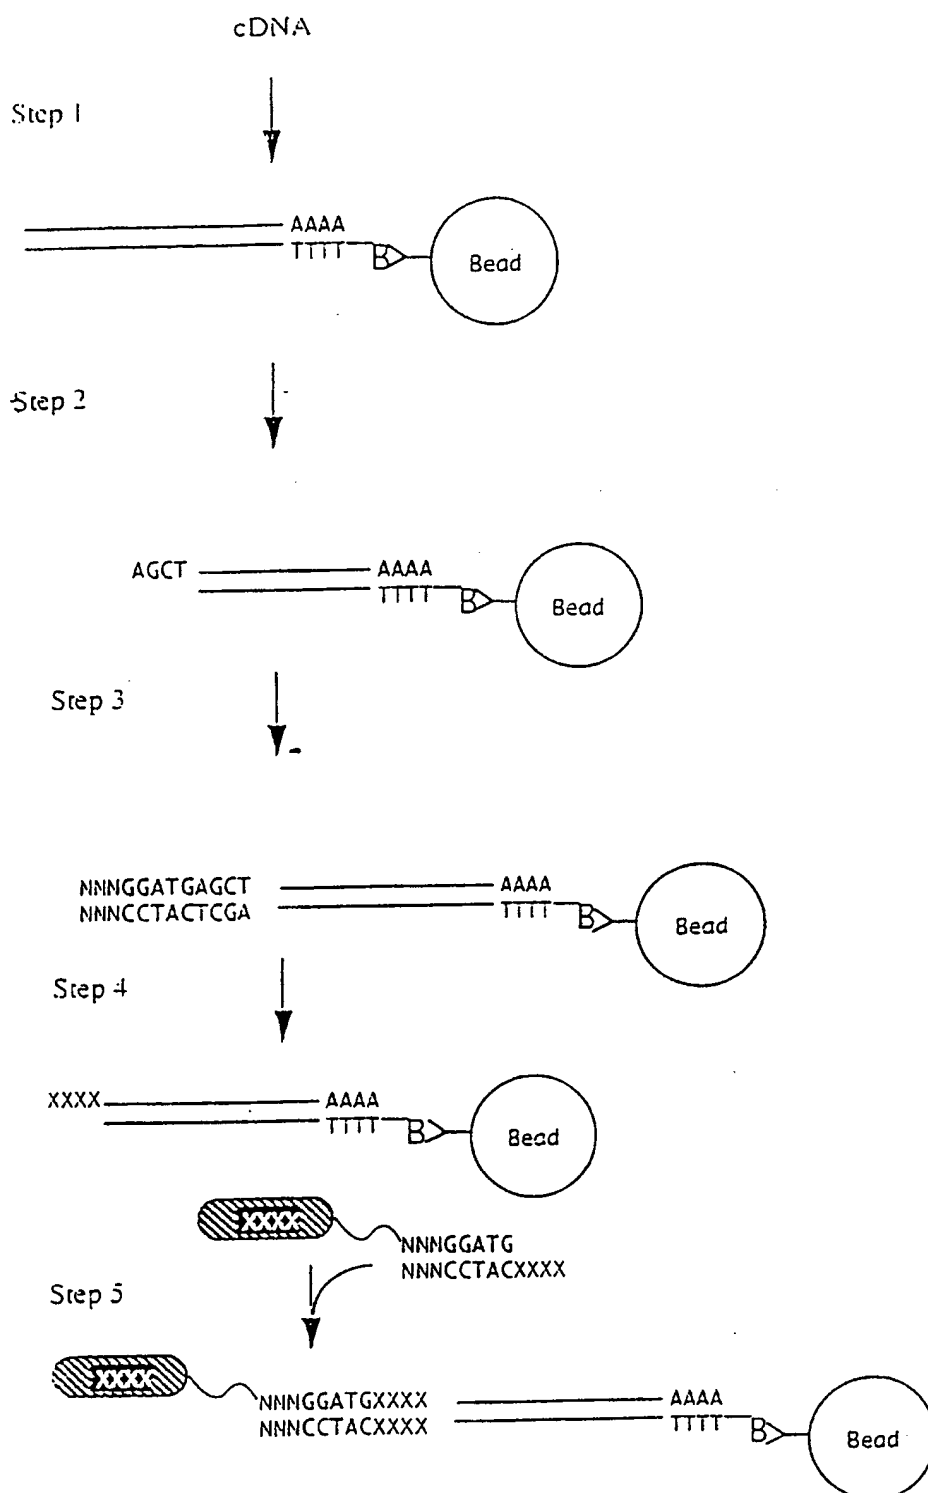 cDNA
Step 1
AAAA
TTTT
B
Bead
Step 2
AGCT
AAAA
TTTT
B
Bead
Step 3
NNNGGATGAGCT
NNNCCTACTCGA
AAAA
TTTT
B
Bead
Step 4
XXXX
AAAA
TTTT
B
Bead
XXXX
NNNGGATG
NNNCCTACXXXX
Step 5
XXXX
NNNGGATGXXXX
NNNCCTACXXXX
AAAA
TTTT
B
Bead